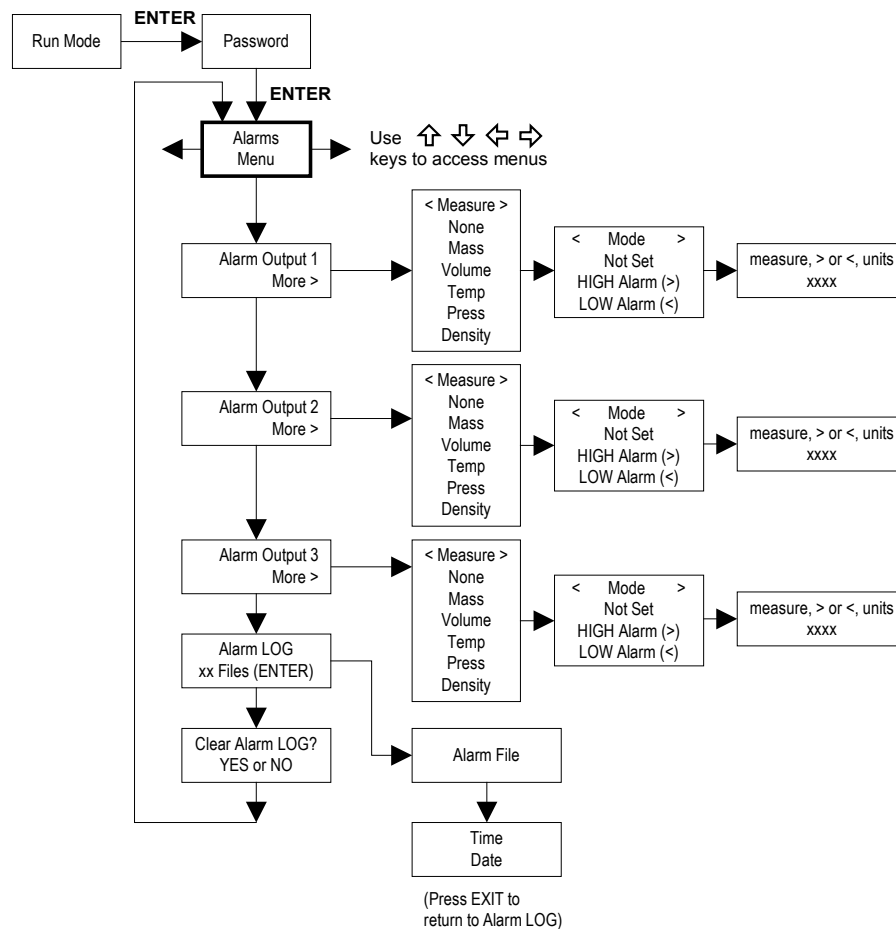 ENTER
Run Mode
Password
ENTER
Alarms
Menu
Use
keys to access menus
Alarm Output 1
More >
< Measure >
None
Mass
Volume
Temp
Press
Density
< Mode >
Not Set
HIGH Alarm (>)
LOW Alarm (<)
measure, > or <, units
xxxx
Alarm Output 2
More >
< Measure >
None
Mass
Volume
Temp
Press
Density
< Mode >
Not Set
HIGH Alarm (>)
LOW Alarm (<)
measure, > or <, units
xxxx
Alarm Output 3
More >
< Measure >
None
Mass
Volume
Temp
Press
Density
< Mode >
Not Set
HIGH Alarm (>)
LOW Alarm (<)
measure, > or <, units
xxxx
Alarm LOG
xx Files (ENTER)
Clear Alarm LOG?
YES or NO
Alarm File
Time
Date
(Press EXIT to
return to Alarm LOG)